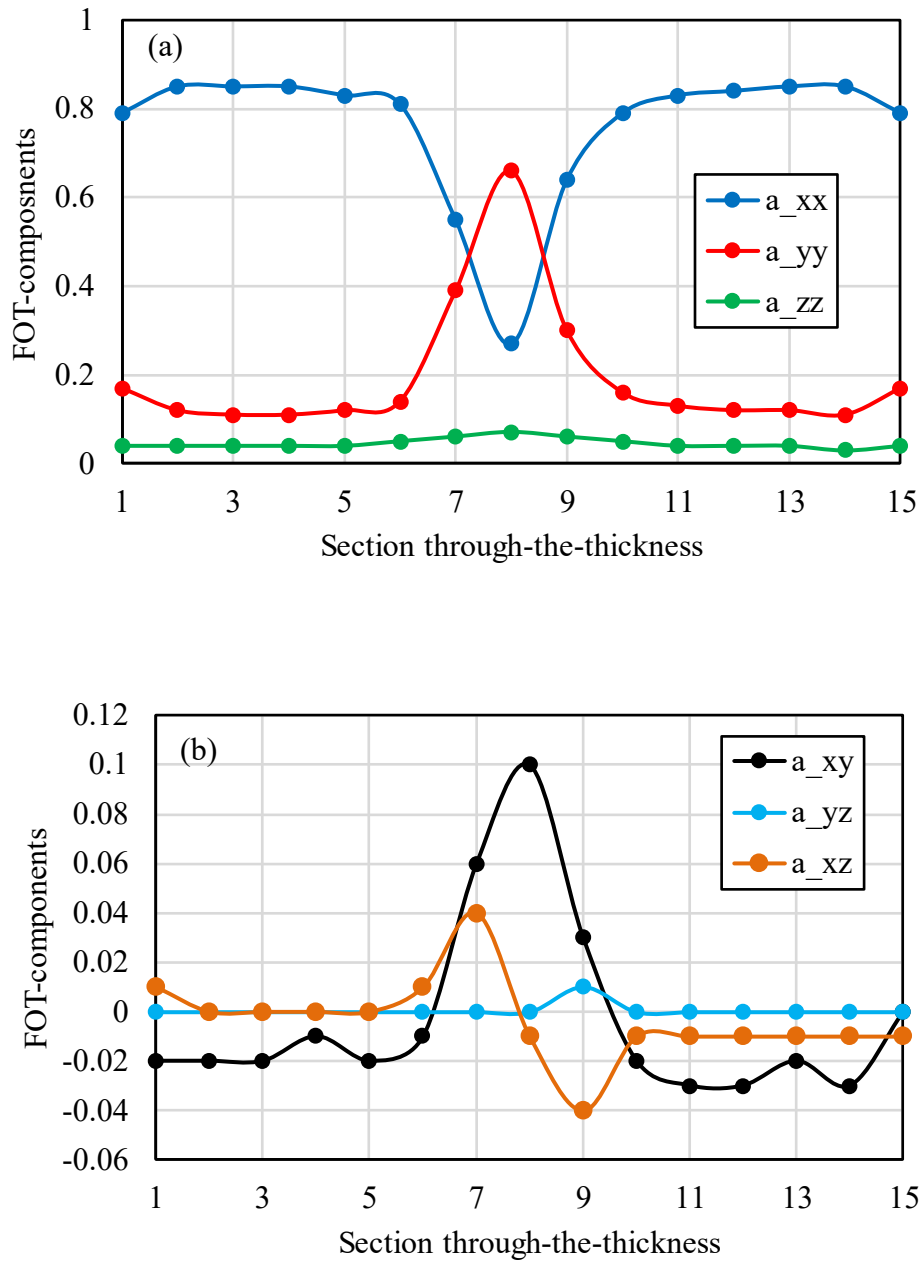 (a)
1
0.8
0.6
0.4
0.2
0
FOT-composnents
a_xx
a_yy
a_zz
1 3 5 7 9 11 13 15
Section through-the-thickness
(b)
0.12
0.1
0.08
0.06
0.04
0.02
0
-0.02
-0.04
-0.06
FOT-components
a_xy
a_yz
a_xz
1 3 5 7 9 11 13 15
Section through-the-thickness